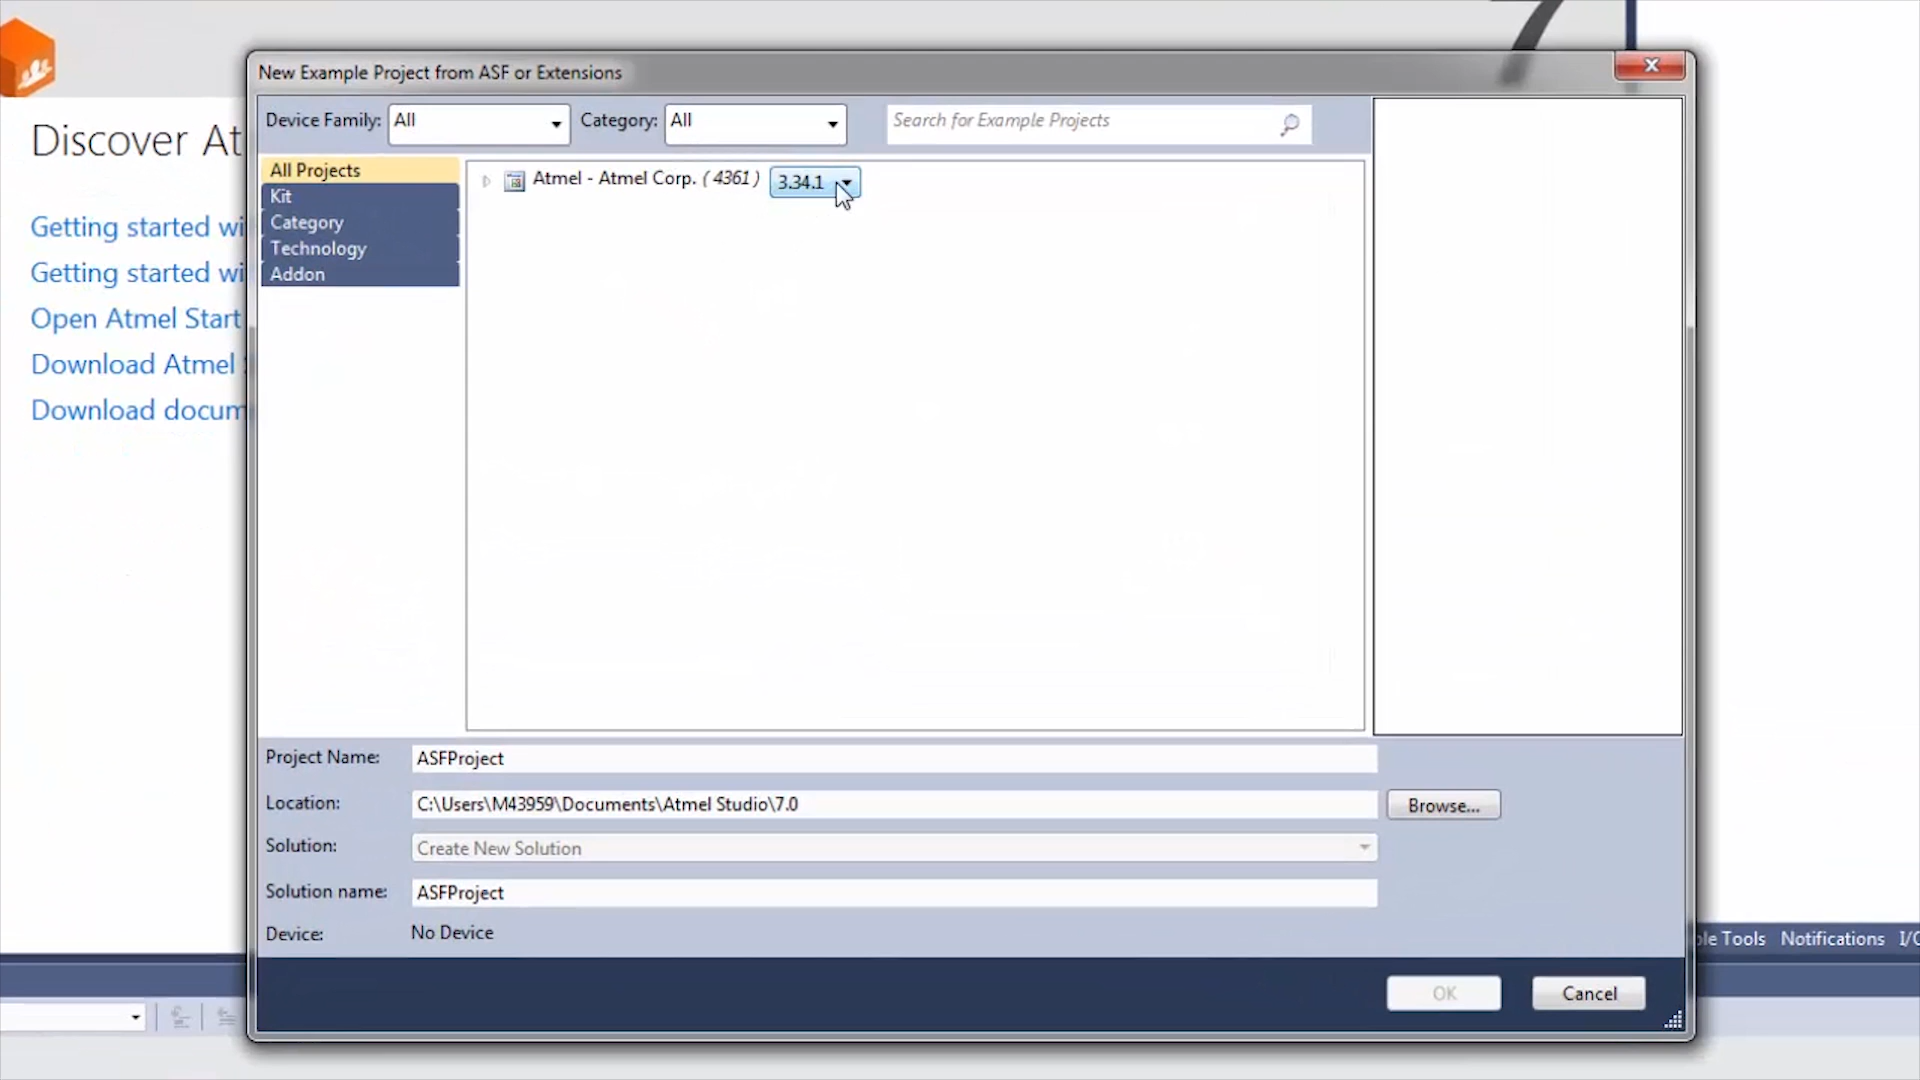 7
New Example Project from ASF or Extensions
Discover At
Getting started wi
Getting started wi
Open Atmel Start
Download Atmel
Download docum
Device Family: All Category: All Search for Example Projects
All Projects
Kit
Category
Technology
Addon
Atmel - Atmel Corp. ( 4361 ) 3.34.1
Project Name: ASFProject
Location: C:\Users\M43959\Documents\Atmel Studio\7.0 Browse...
Solution: Create New Solution
Solution name: ASFProject
Device: No Device
ble Tools Notifications I/O
OK Cancel